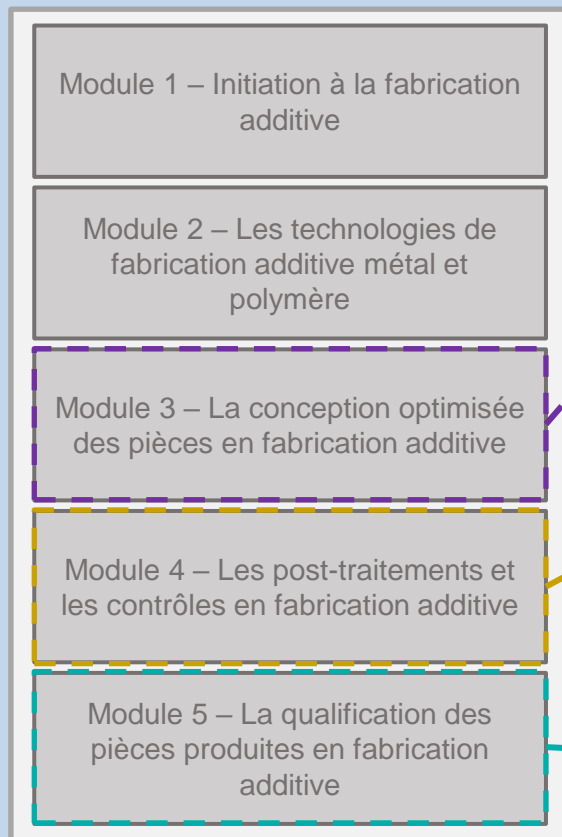 Module 1 – Initiation à la fabrication
additive
Module 2 – Les technologies de
fabrication additive métal et
polymère
Module 3 – La conception optimisée
des pièces en fabrication additive
Module 4 – Les post-traitements et
les contrôles en fabrication additive
Module 5 – La qualification des
pièces produites en fabrication
additive